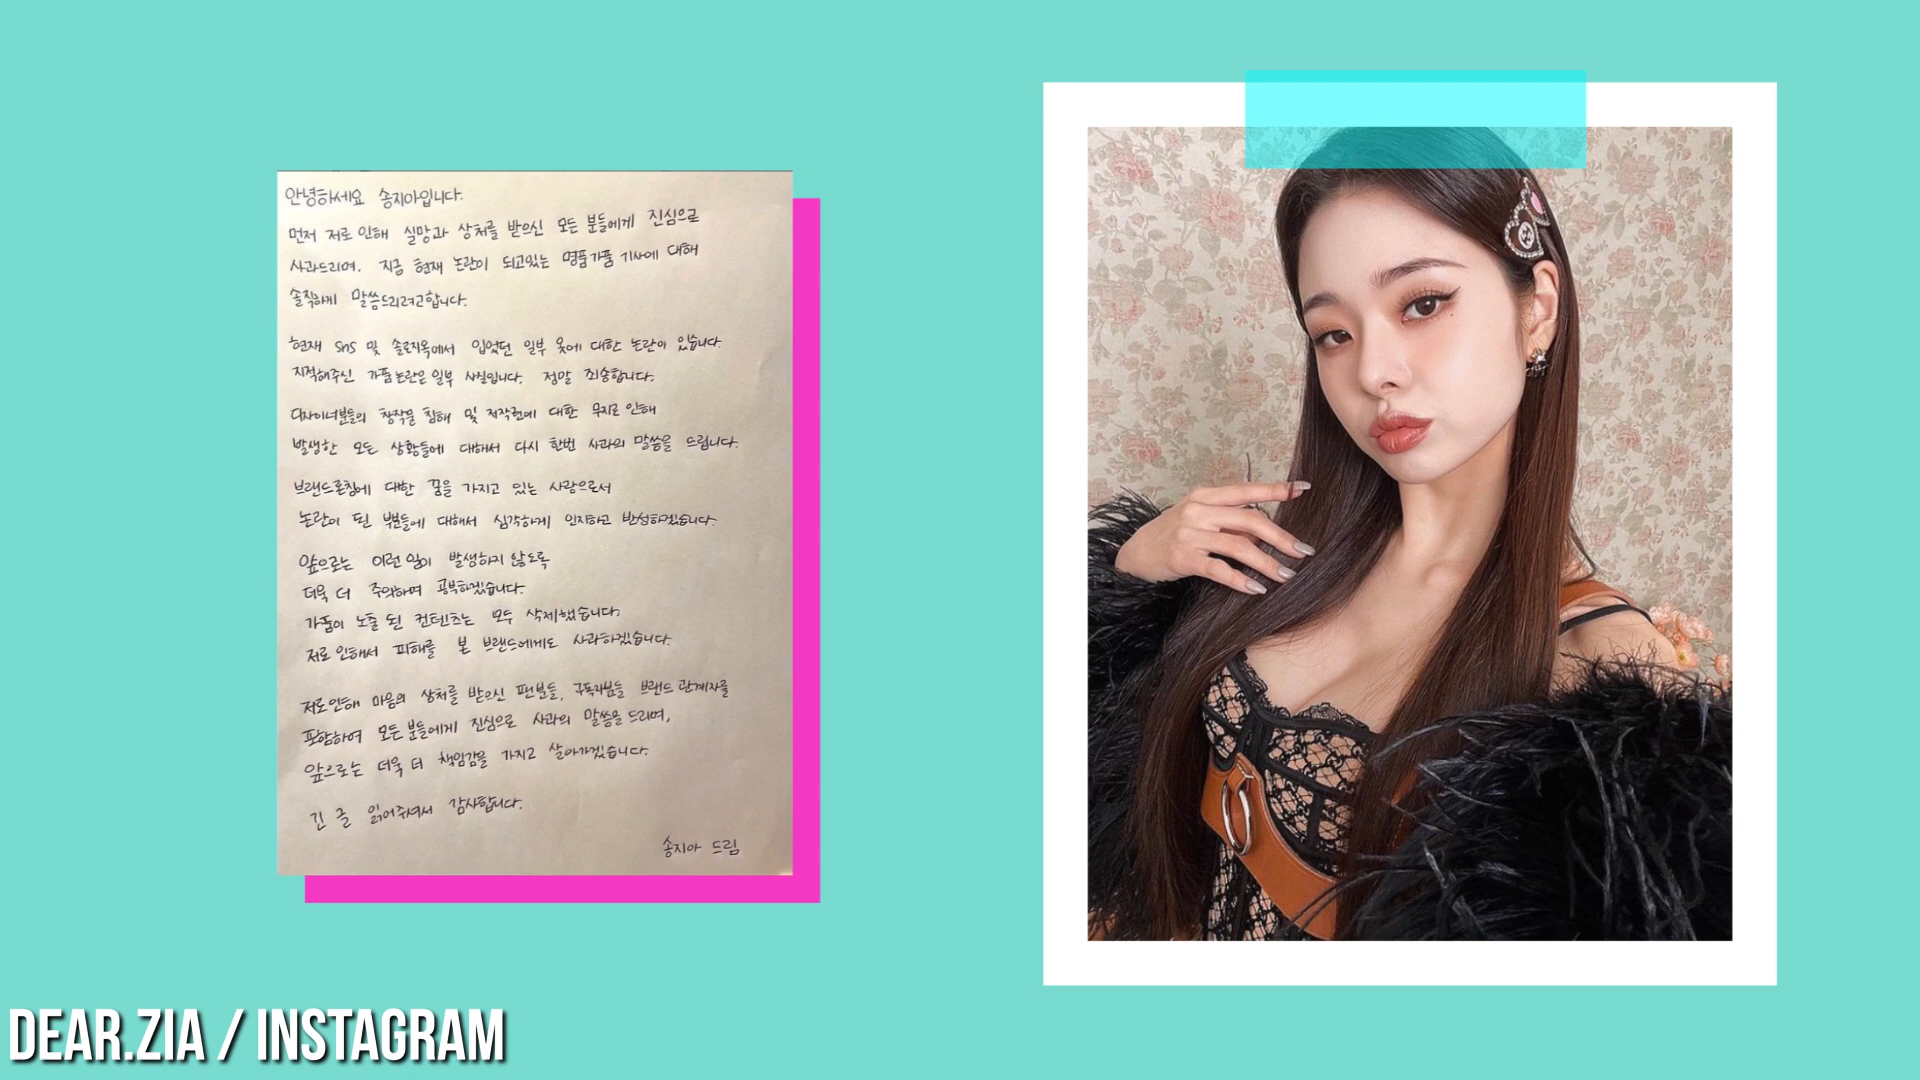 안녕하세요 송지아입니다.
먼저 저로 인해 실망과 상처를 받으신 모든 분들에게 진심으로
사과드리며. 지금 현재 논란이 되고있는 명품가품 기사에 대해
솔직하게 말씀드리려고합니다.
현재 SNS 및 솔로지옥에서 입었던 일부 옷에 대한 논란이 있습니다.
지적해주신 가품논란은 일부 사실입니다. 정말 죄송합니다.
디자이너분들의 창작물 침해 및 저작권에 대한 무지로 인해
발생한 모든 상황들에 대해서 다시 한번 사과의 말씀을 드립니다.
브랜드론칭에 대한 꿈을 가지고 있는 사람으로서
논란이 된 부분들에 대해서 심각하게 인지하고 반성하겠습니다.
앞으로는 이런 일이 발생하지 않도록
더욱 더 주의하며 공부하겠습니다.
가품이 노출 된 컨텐츠는 모두 삭제했습니다.
저로 인해서 피해를 본 브랜드에게도 사과하겠습니다.
저로인해 마음의 상처를 받으신 팬분들, 구독자분들 브랜드 관계자를
포함하여 모든 분들에게 진심으로 사과의 말씀을 드리며,
앞으로는 더욱 더 책임감을 가지고 살아가겠습니다.
긴 글 읽어주셔서 감사합니다.
송지아 드림
DEAR.ZIA / INSTAGRAM